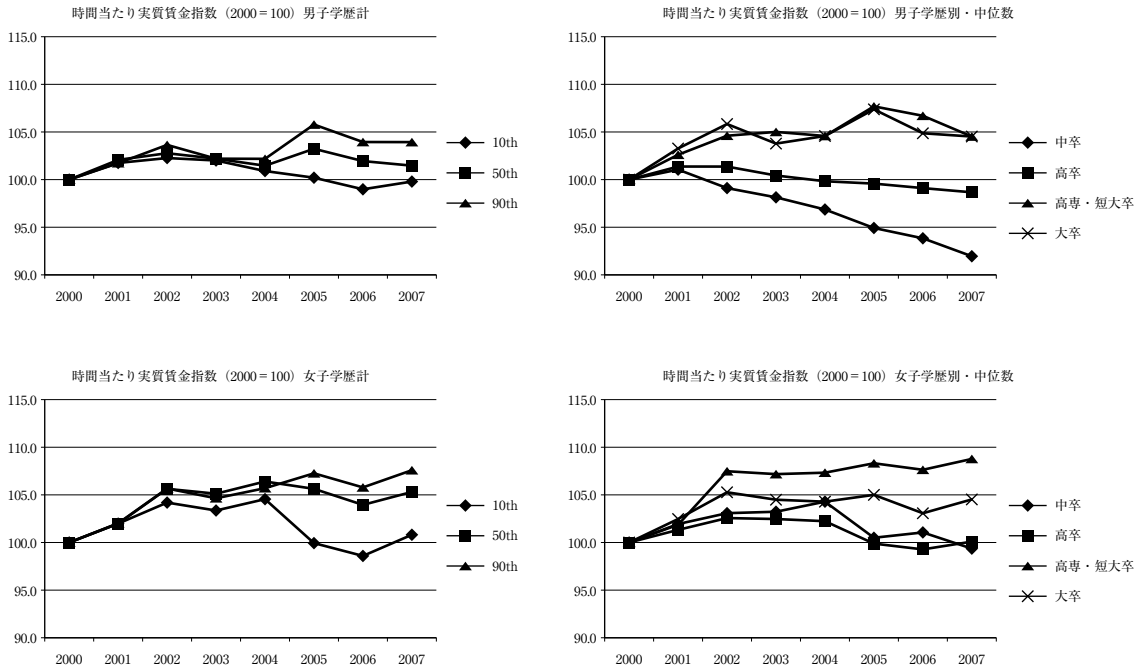 時間当たり実質賃金指数（2000＝100）男子学歴計
115.0
110.0
105.0
100.0
95.0
90.0
2000 2001 2002 2003 2004 2005 2006 2007
10th
50th
90th
時間当たり実質賃金指数（2000＝100）男子学歴別・中位数
115.0
110.0
105.0
100.0
95.0
90.0
2000 2001 2002 2003 2004 2005 2006 2007
中卒
高卒
高専・短大卒
大卒
時間当たり実質賃金指数（2000＝100）女子学歴計
115.0
110.0
105.0
100.0
95.0
90.0
2000 2001 2002 2003 2004 2005 2006 2007
10th
50th
90th
時間当たり実質賃金指数（2000＝100）女子学歴別・中位数
115.0
110.0
105.0
100.0
95.0
90.0
2000 2001 2002 2003 2004 2005 2006 2007
中卒
高卒
高専・短大卒
大卒